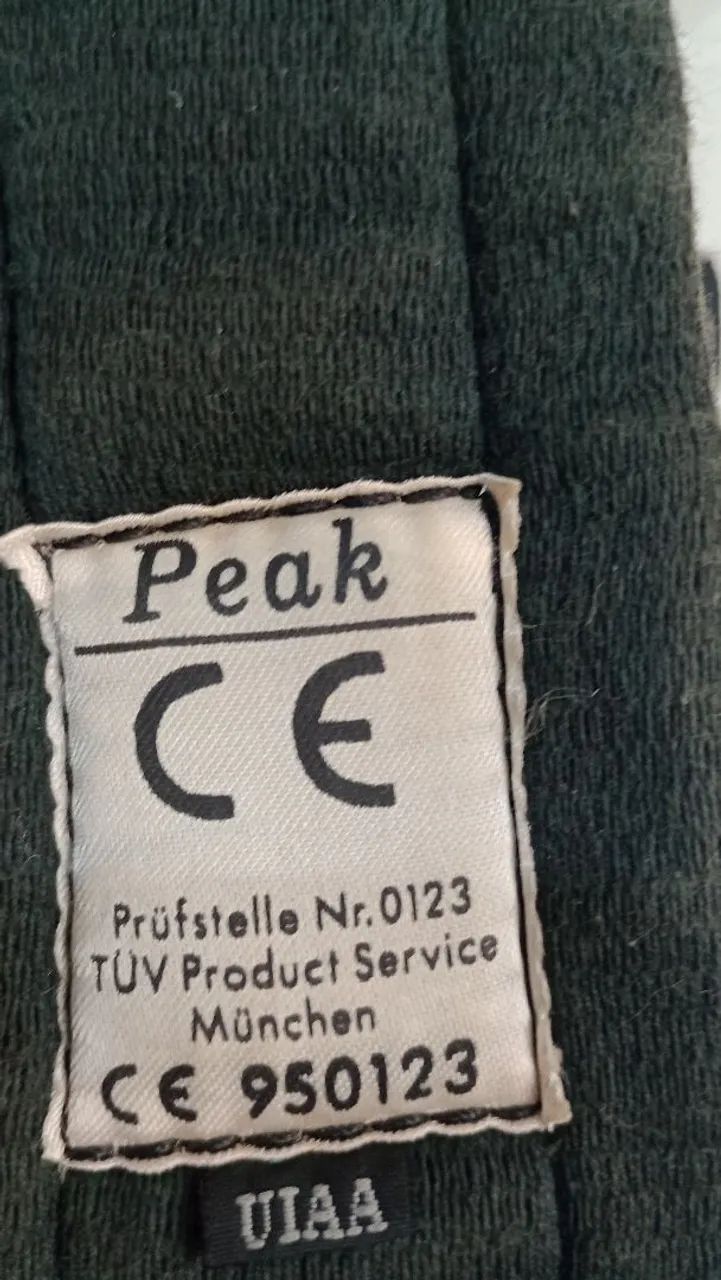 Peak
CE
Prüfstelle Nr.0123
TÜV Product Service
München
CE 950123
UIAA